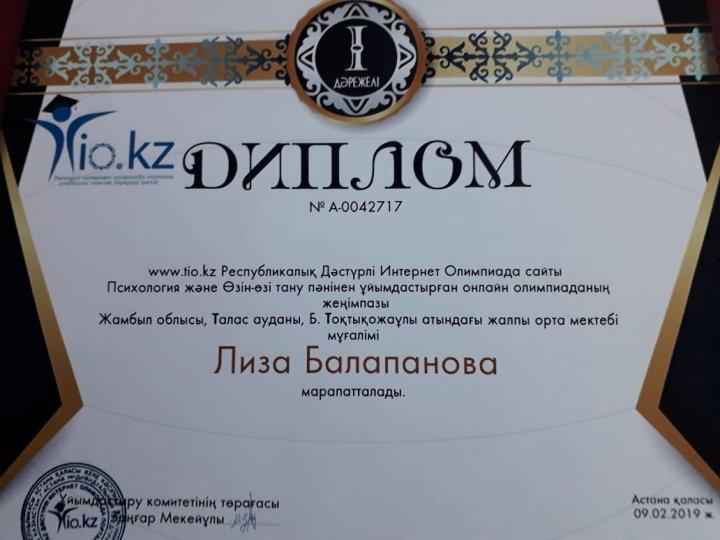 I
ДӘРЕЖЕЛІ
tio.kz
ДИПЛОМ
№ A-0042717
www.tio.kz Республикалық Дәстүрлі Интернет Олимпиада сайты
Психология және Өзін-өзі тану пәнінен ұйымдастырған онлайн олимпиаданың
жеңімпазы
Жамбыл облысы, Талас ауданы, Б. Тоқтықожаұлы атындағы жалпы орта мектебі
мұғалімі
Лиза Балапанова
марапатталады.
Ұйымдастыру комитетінің төрағасы
Заңғар Мекейұлы
tio.kz
Астана қаласы
09.02.2019 ж.